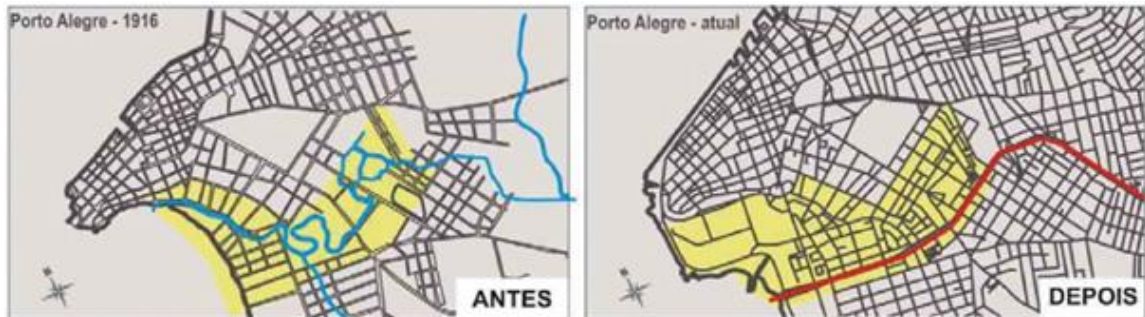 Porto Alegre - 1916
ANTES
Porto Alegre - atual
DEPOIS